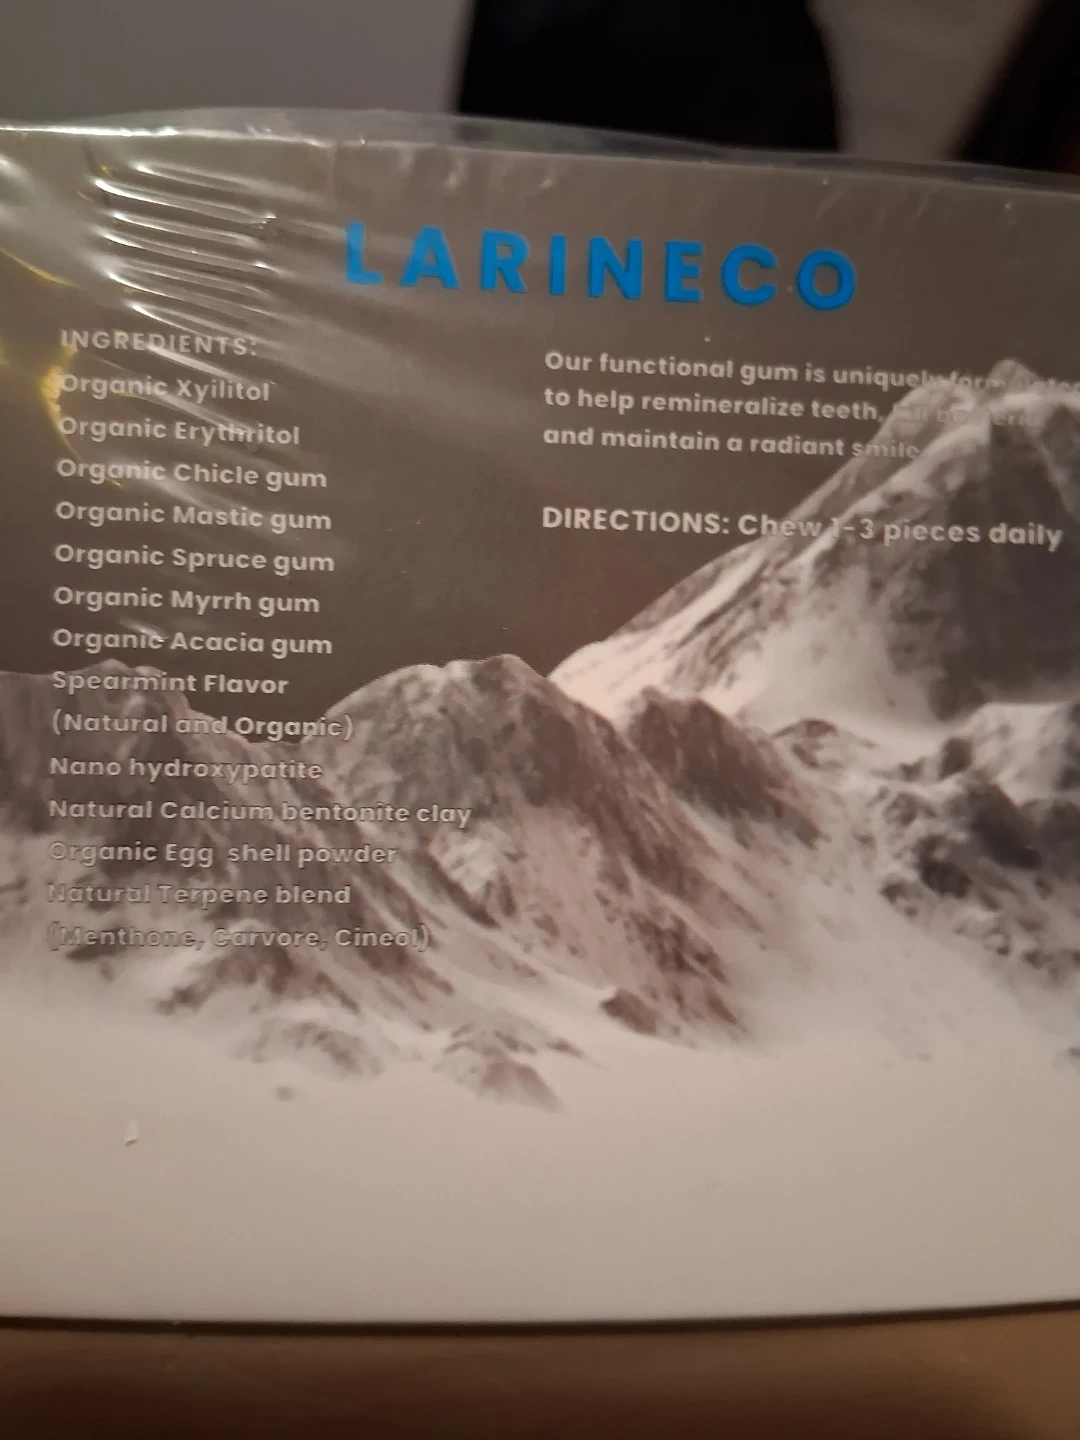 LARINECO
INGREDIENTS:
Organic Xyilitol
Organic Erythritol
Organic Chicle gum
Organic Mastic gum
Organic Spruce gum
Organic Myrrh gum
Organic Acacia gum
Spearmint Flavor
(Natural and Organic)
Nano hydroxypatite
Natural Calcium bentonite clay
Organic Egg shell powder
Natural Terpene blend
(Menthone, Carvore, Cineol)
Our functional gum is uniquely formulated
to help remineralize teeth, kill bacteria
and maintain a radiant smile
DIRECTIONS: Chew 1-3 pieces daily